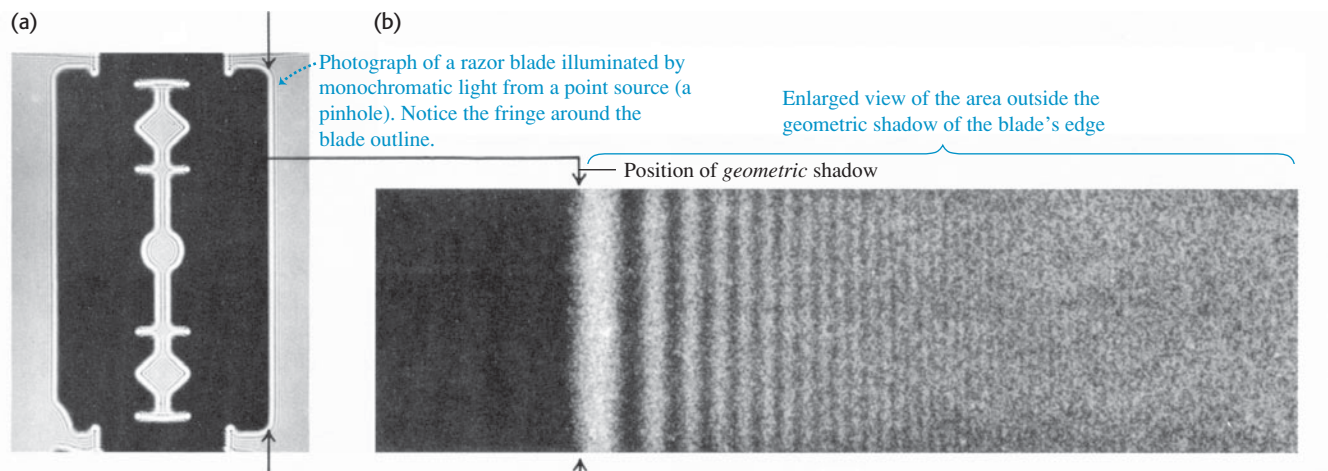 (a)
Photograph of a razor blade illuminated by
monochromatic light from a point source (a
pinhole). Notice the fringe around the
blade outline.
(b)
Enlarged view of the area outside the
geometric shadow of the blade's edge
Position of geometric shadow